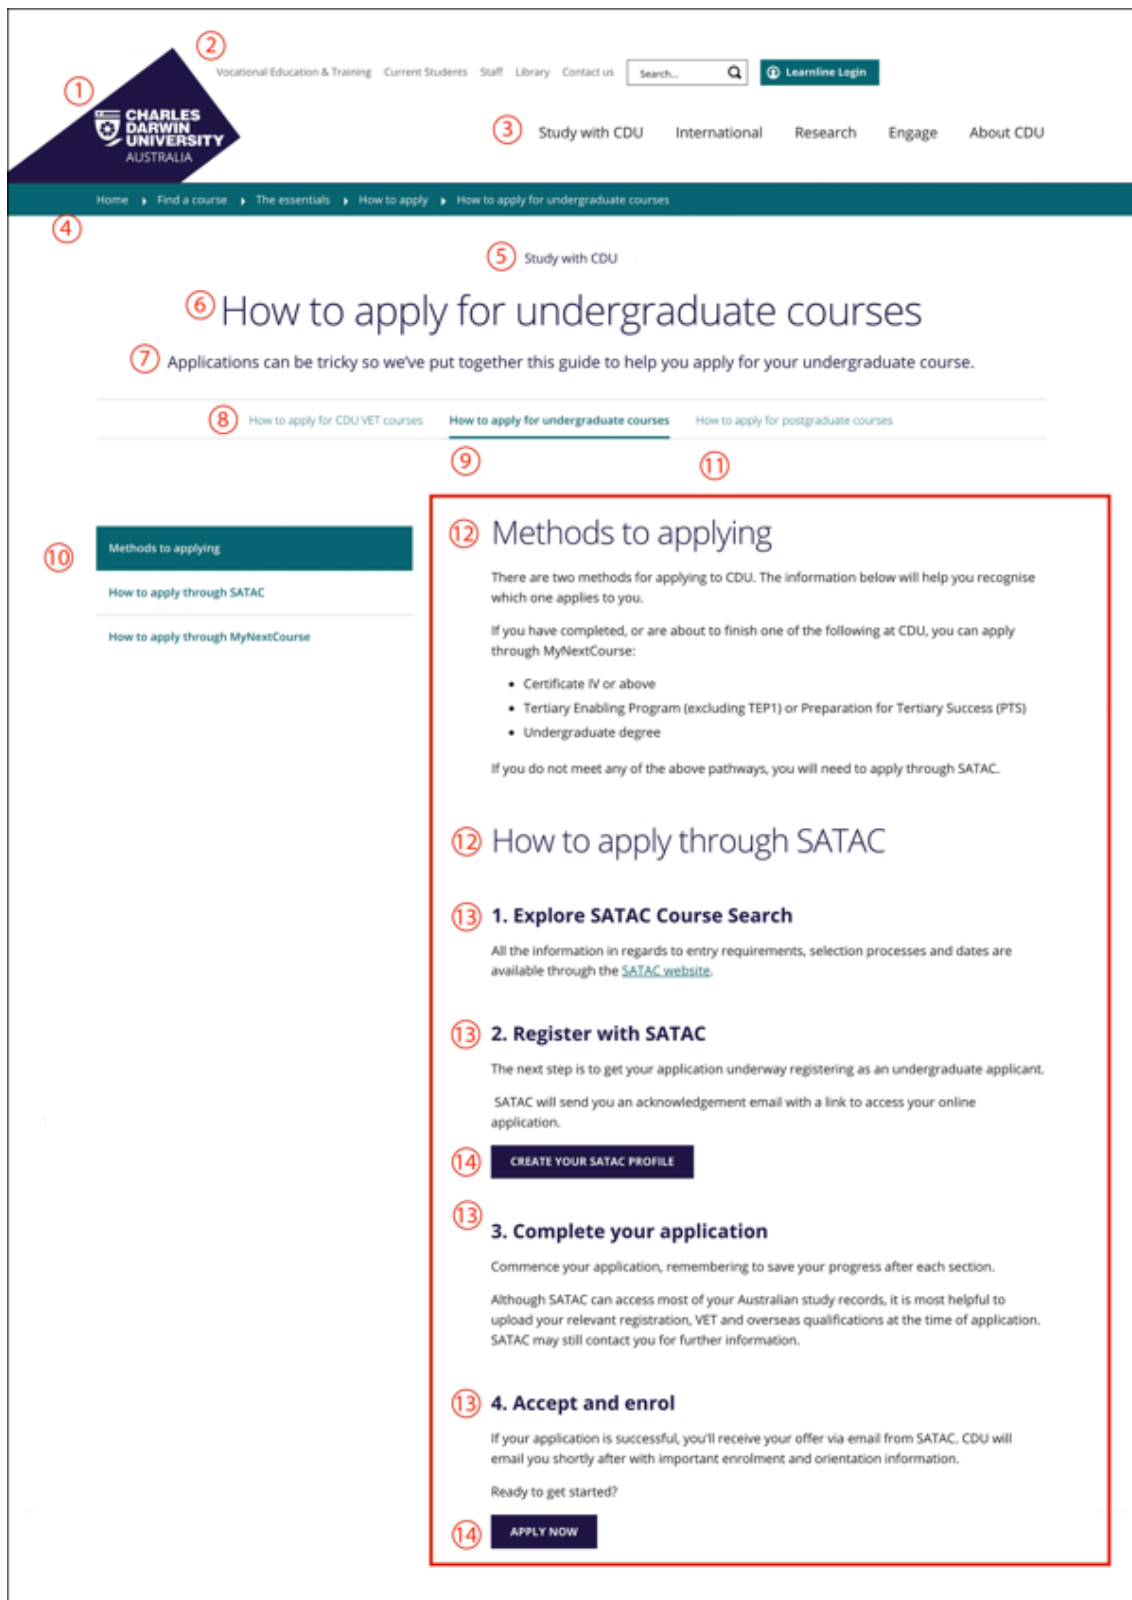 ②
Vocational Education & Training Current Students Staff Library Contact us Search... Learnline Login
①
CHARLES
DARWIN
UNIVERSITY
AUSTRALIA
③ Study with CDU International Research Engage About CDU
Home Find a course The essentials How to apply How to apply for undergraduate courses
④
⑤ Study with CDU
⑥ How to apply for undergraduate courses
⑦ Applications can be tricky so we've put together this guide to help you apply for your undergraduate course.
⑧ How to apply for CDU VET courses How to apply for undergraduate courses How to apply for postgraduate courses
⑨ ⑪
⑩ Methods to applying
How to apply through SATAC
How to apply through MyNextCourse
⑫ Methods to applying
There are two methods for applying to CDU. The information below will help you recognise
which one applies to you.
If you have completed, or are about to finish one of the following at CDU, you can apply
through MyNextCourse:
• Certificate IV or above
• Tertiary Enabling Program (excluding TEP1) or Preparation for Tertiary Success (PTS)
• Undergraduate degree
If you do not meet any of the above pathways, you will need to apply through SATAC.
⑫ How to apply through SATAC
⑬ 1. Explore SATAC Course Search
All the information in regards to entry requirements, selection processes and dates are
available through the SATAC website.
⑬ 2. Register with SATAC
The next step is to get your application underway registering as an undergraduate applicant.
SATAC will send you an acknowledgement email with a link to access your online
application.
⑭ CREATE YOUR SATAC PROFILE
⑬
3. Complete your application
Commence your application, remembering to save your progress after each section.
Although SATAC can access most of your Australian study records, it is most helpful to
upload your relevant registration, VET and overseas qualifications at the time of application.
SATAC may still contact you for further information.
⑬ 4. Accept and enrol
If your application is successful, you'll receive your offer via email from SATAC. CDU will
email you shortly after with important enrolment and orientation information.
Ready to get started?
⑭ APPLY NOW